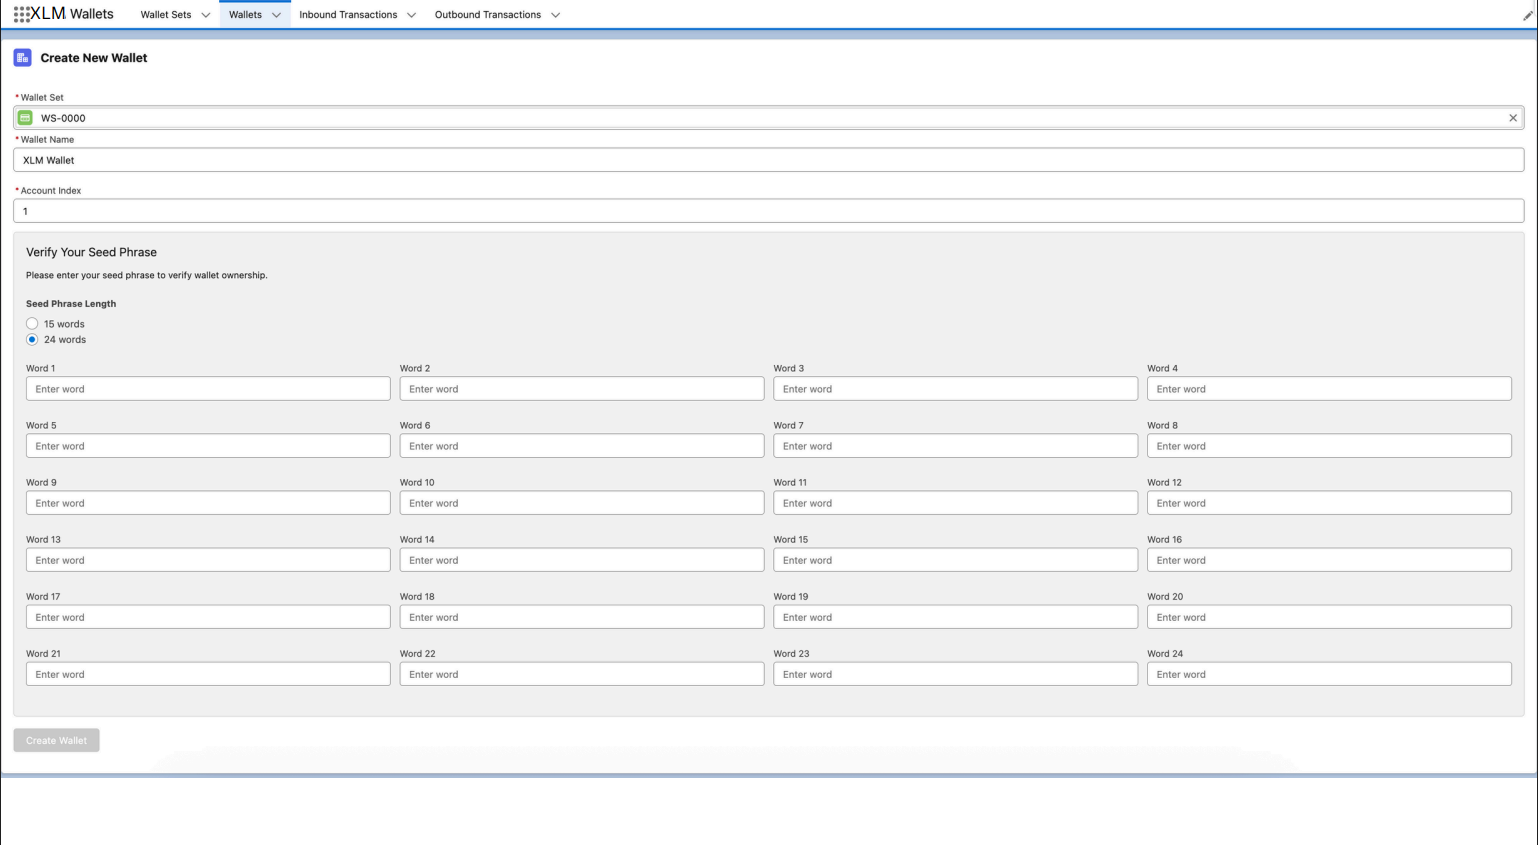 XLM Wallets Wallet Sets Wallets Inbound Transactions Outbound Transactions
Create New Wallet
* Wallet Set
WS-0000
* Wallet Name
XLM Wallet
* Account Index
1
Verify Your Seed Phrase
Please enter your seed phrase to verify wallet ownership.
Seed Phrase Length
15 words
24 words
Word 1 Word 2 Word 3 Word 4
Enter word Enter word Enter word Enter word
Word 5 Word 6 Word 7 Word 8
Enter word Enter word Enter word Enter word
Word 9 Word 10 Word 11 Word 12
Enter word Enter word Enter word Enter word
Word 13 Word 14 Word 15 Word 16
Enter word Enter word Enter word Enter word
Word 17 Word 18 Word 19 Word 20
Enter word Enter word Enter word Enter word
Word 21 Word 22 Word 23 Word 24
Enter word Enter word Enter word Enter word
Create Wallet